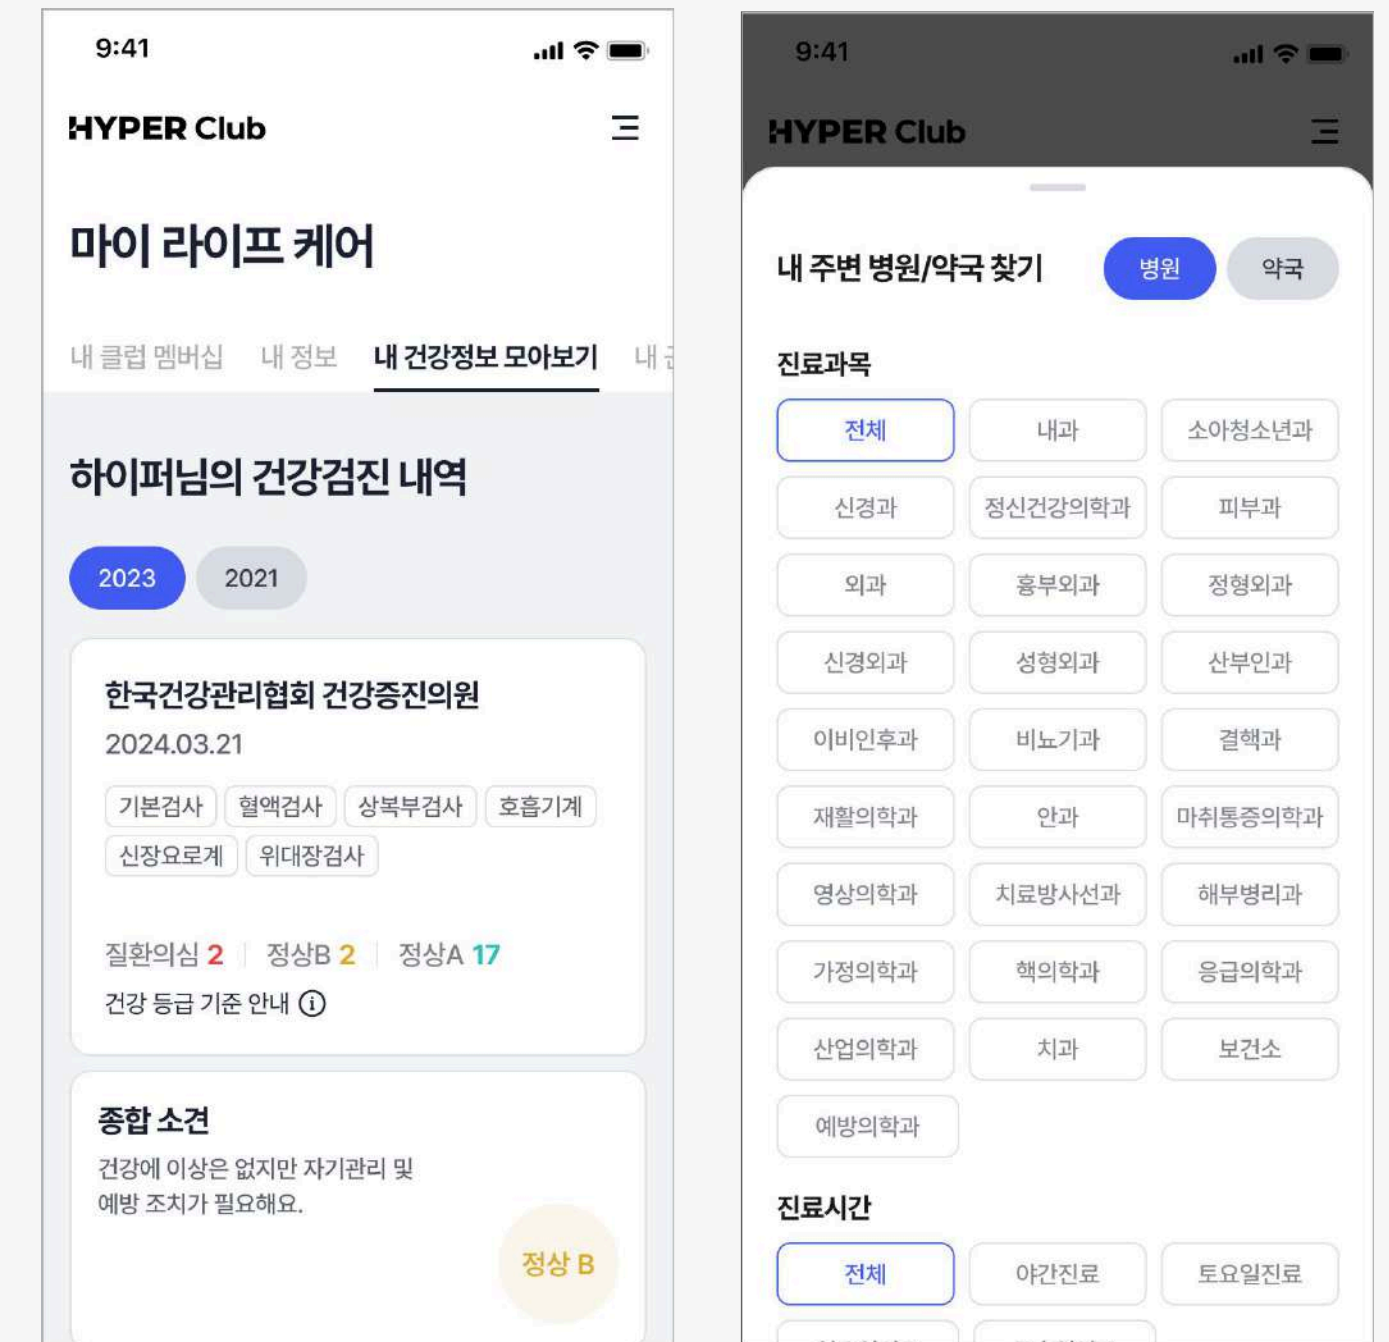 9:41
HYPER Club
마이 라이프 케어
내 클럽 멤버십 내 정보 내 건강정보 모아보기 내
하이퍼님의 건강검진 내역
2023 2021
한국건강관리협회 건강증진의원
2024.03.21
기본검사 혈액검사 상복부검사 호흡기계
신장요로계 위대장검사
질환의심 2 정상B 2 정상A 17
건강 등급 기준 안내
종합 소견
건강에 이상은 없지만 자기관리 및
예방 조치가 필요해요.
정상 B
9:41
HYPER Club
내 주변 병원/약국 찾기 병원 약국
진료과목
전체 내과 소아청소년과
신경과 정신건강의학과 피부과
외과 흉부외과 정형외과
신경외과 성형외과 산부인과
이비인후과 비뇨기과 결핵과
재활의학과 안과 마취통증의학과
영상의학과 치료방사선과 해부병리과
가정의학과 핵의학과 응급의학과
산업의학과 치과 보건소
예방의학과
진료시간
전체 야간진료 토요일진료